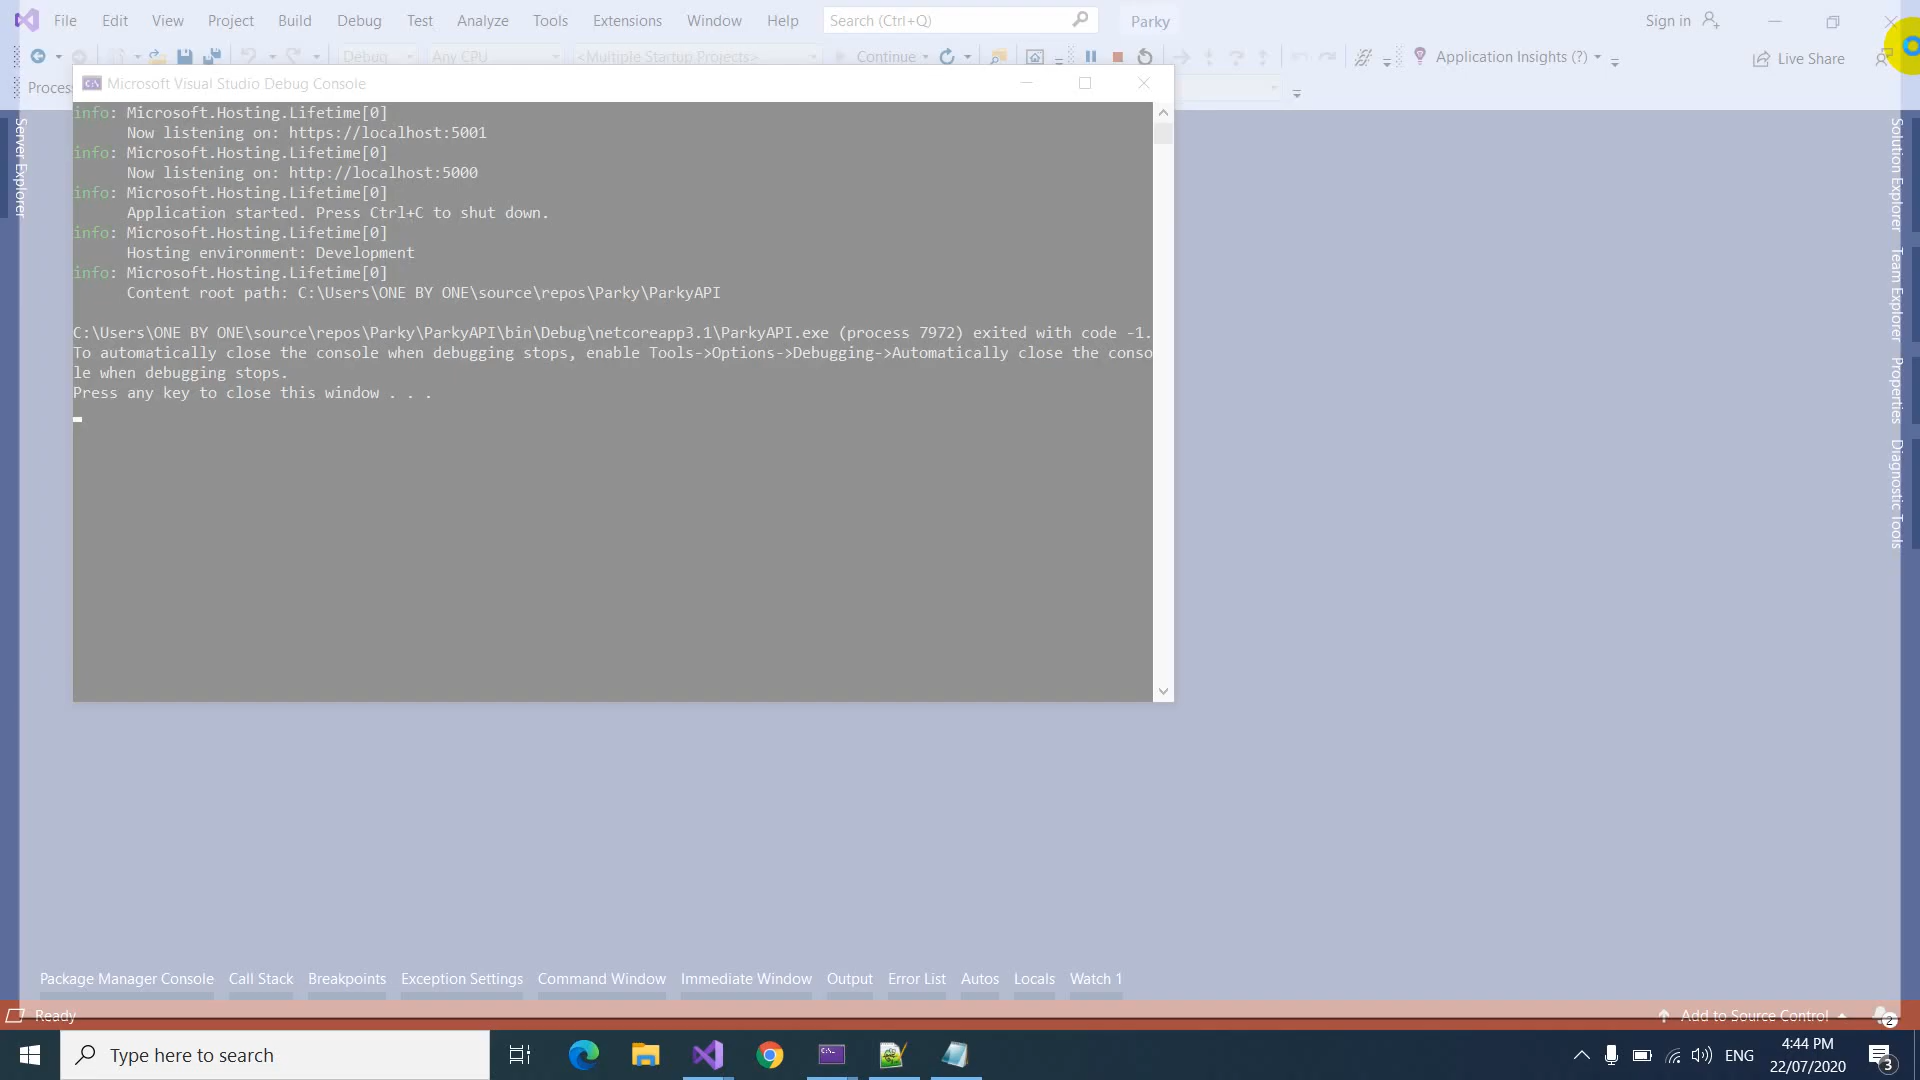 File Edit View Project Build Debug Test Analyze Tools Extensions Window Help Search (Ctrl+Q) Parky Sign in
Debug Any CPU <Multiple Startup Projects> Continue Application Insights (?) Live Share
Process
Microsoft Visual Studio Debug Console
info: Microsoft.Hosting.Lifetime[0]
Now listening on: https://localhost:5001
info: Microsoft.Hosting.Lifetime[0]
Now listening on: http://localhost:5000
info: Microsoft.Hosting.Lifetime[0]
Application started. Press Ctrl+C to shut down.
info: Microsoft.Hosting.Lifetime[0]
Hosting environment: Development
info: Microsoft.Hosting.Lifetime[0]
Content root path: C:\Users\ONE BY ONE\source\repos\Parky\ParkyAPI
C:\Users\ONE BY ONE\source\repos\Parky\ParkyAPI\bin\Debug\netcoreapp3.1\ParkyAPI.exe (process 7972) exited with code -1.
To automatically close the console when debugging stops, enable Tools->Options->Debugging->Automatically close the conso
le when debugging stops.
Press any key to close this window . . .
Server Explorer
Solution Explorer
Team Explorer
Properties
Diagnostic Tools
Package Manager Console Call Stack Breakpoints Exception Settings Command Window Immediate Window Output Error List Autos Locals Watch 1
Ready Add to Source Control 2
Type here to search ENG 4:44 PM
22/07/2020 3